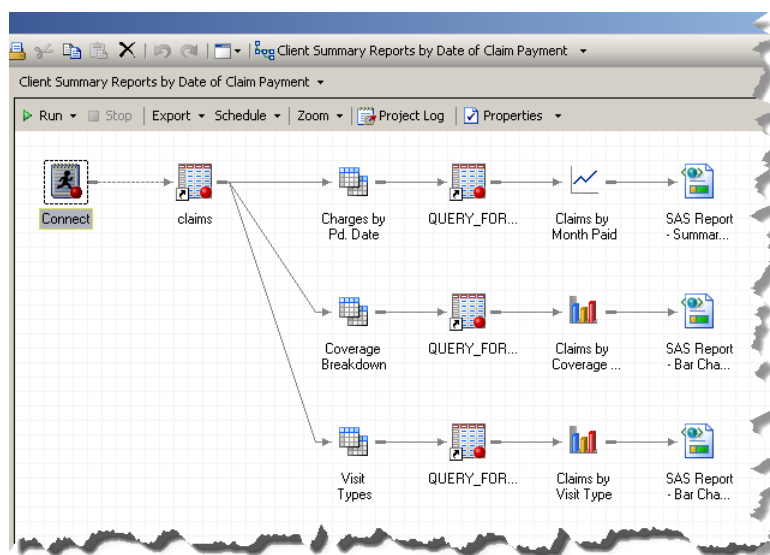 Client Summary Reports by Date of Claim Payment
Client Summary Reports by Date of Claim Payment
Run Stop Export Schedule Zoom Project Log Properties
Connect
claims
Charges by
Pd. Date
QUERY_FOR...
Claims by
Month Paid
SAS Report
- Summar...
Coverage
Breakdown
QUERY_FOR...
Claims by
Coverage ...
SAS Report
- Bar Cha...
Visit
Types
QUERY_FOR...
Claims by
Visit Type
SAS Report
- Bar Cha...